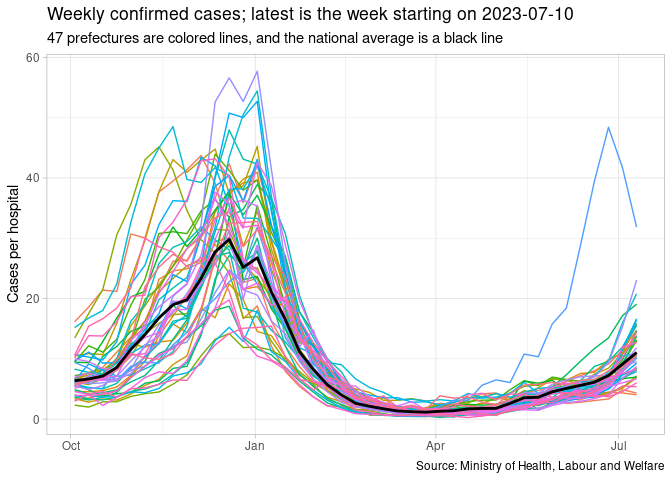 Weekly confirmed cases; latest is the week starting on 2023-07-10
47 prefectures are colored lines, and the national average is a black line
60
40
20
0
Cases per hospital
Oct
Jan
Apr
Jul
Source: Ministry of Health, Labour and Welfare